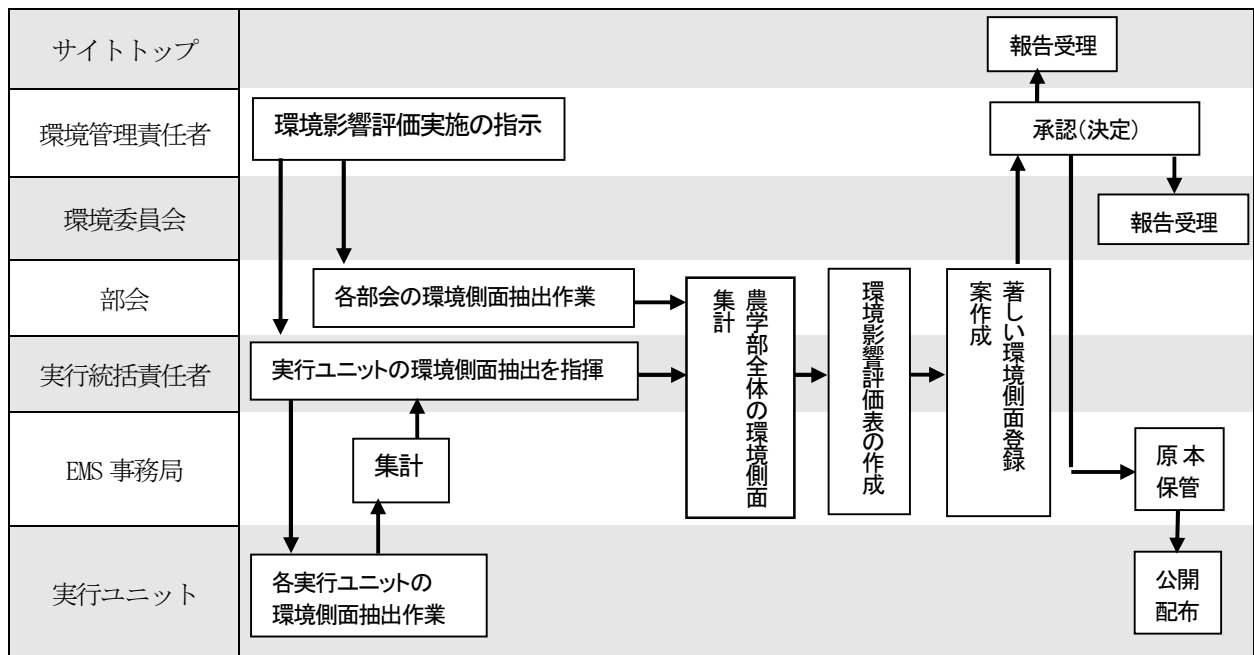 サイトトップ
報告受理
環境管理責任者
環境影響評価実施の指示
承認(決定)
環境委員会
報告受理
部会
各部会の環境側面抽出作業
農学部全体の環境側面
集計
環境影響評価表の作成
著しい環境側面登録
案作成
実行統括責任者
実行ユニットの環境側面抽出を指揮
EMS 事務局
集計
原本
保管
実行ユニット
各実行ユニットの
環境側面抽出作業
公開
配布